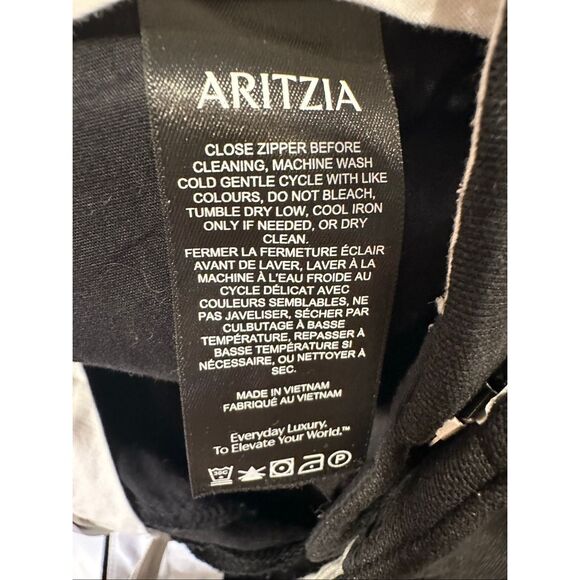 ARITZIA
CLOSE ZIPPER BEFORE
CLEANING, MACHINE WASH
COLD GENTLE CYCLE WITH LIKE
COLOURS, DO NOT BLEACH,
TUMBLE DRY LOW, COOL IRON
ONLY IF NEEDED, OR DRY
CLEAN.
FERMER LA FERMETURE ÉCLAIR
AVANT DE LAVER, LAVER À LA
MACHINE À L'EAU FROIDE AU
CYCLE DÉLICAT AVEC
COULEURS SEMBLABLES, NE
PAS JAVELISER, SÉCHER PAR
CULBUTAGE À BASSE
TEMPÉRATURE, REPASSER À
BASSE TEMPÉRATURE SI
NÉCESSAIRE, OU NETTOYER À
SEC.
MADE IN VIETNAM
FABRIQUÉ AU VIETNAM
Everyday Luxury.
To Elevate Your World.™
30C P